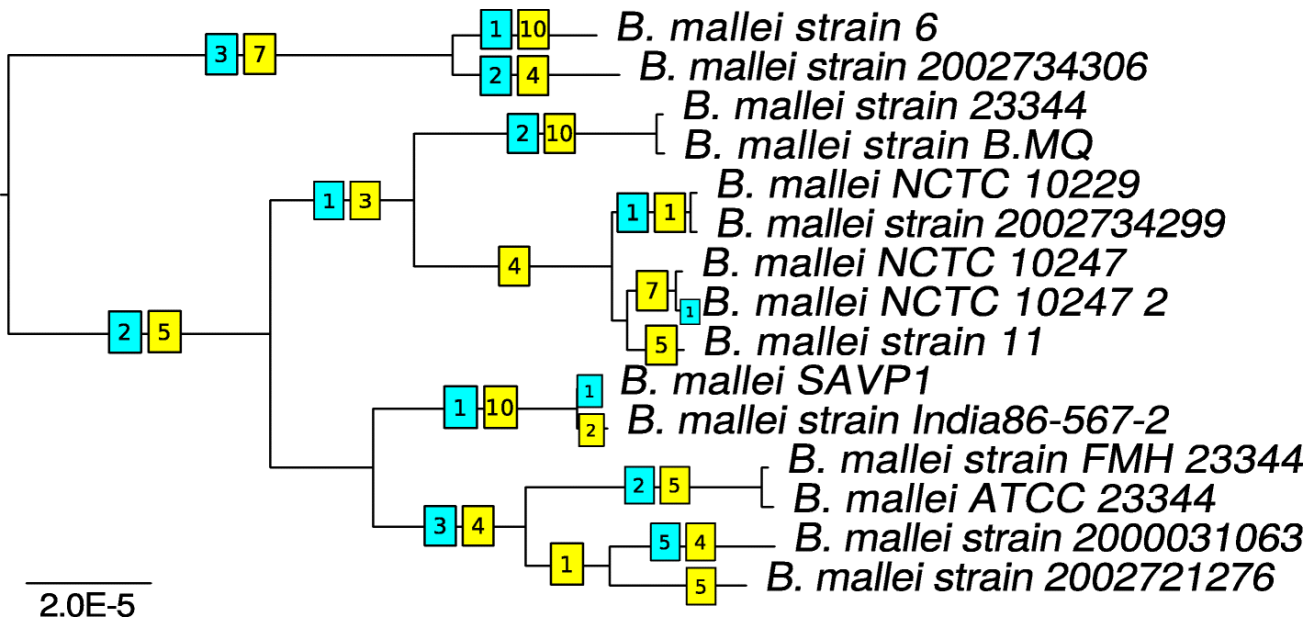 1 10 B. mallei strain 6
3 7
2 4 B. mallei strain 2002734306
B. mallei strain 23344
2 10
B. mallei strain B.MQ
B. mallei NCTC 10229
1 3
1 1
B. mallei strain 2002734299
B. mallei NCTC 10247
4
7
B. mallei NCTC 10247 2
1
2 5
B. mallei strain 11
5
B. mallei SAVP1
1
1 10
B. mallei strain India86-567-2
2
B. mallei strain FMH 23344
2 5
B. mallei ATCC 23344
3 4
B. mallei strain 2000031063
5 4
1
B. mallei strain 2002721276
5
2.0E-5